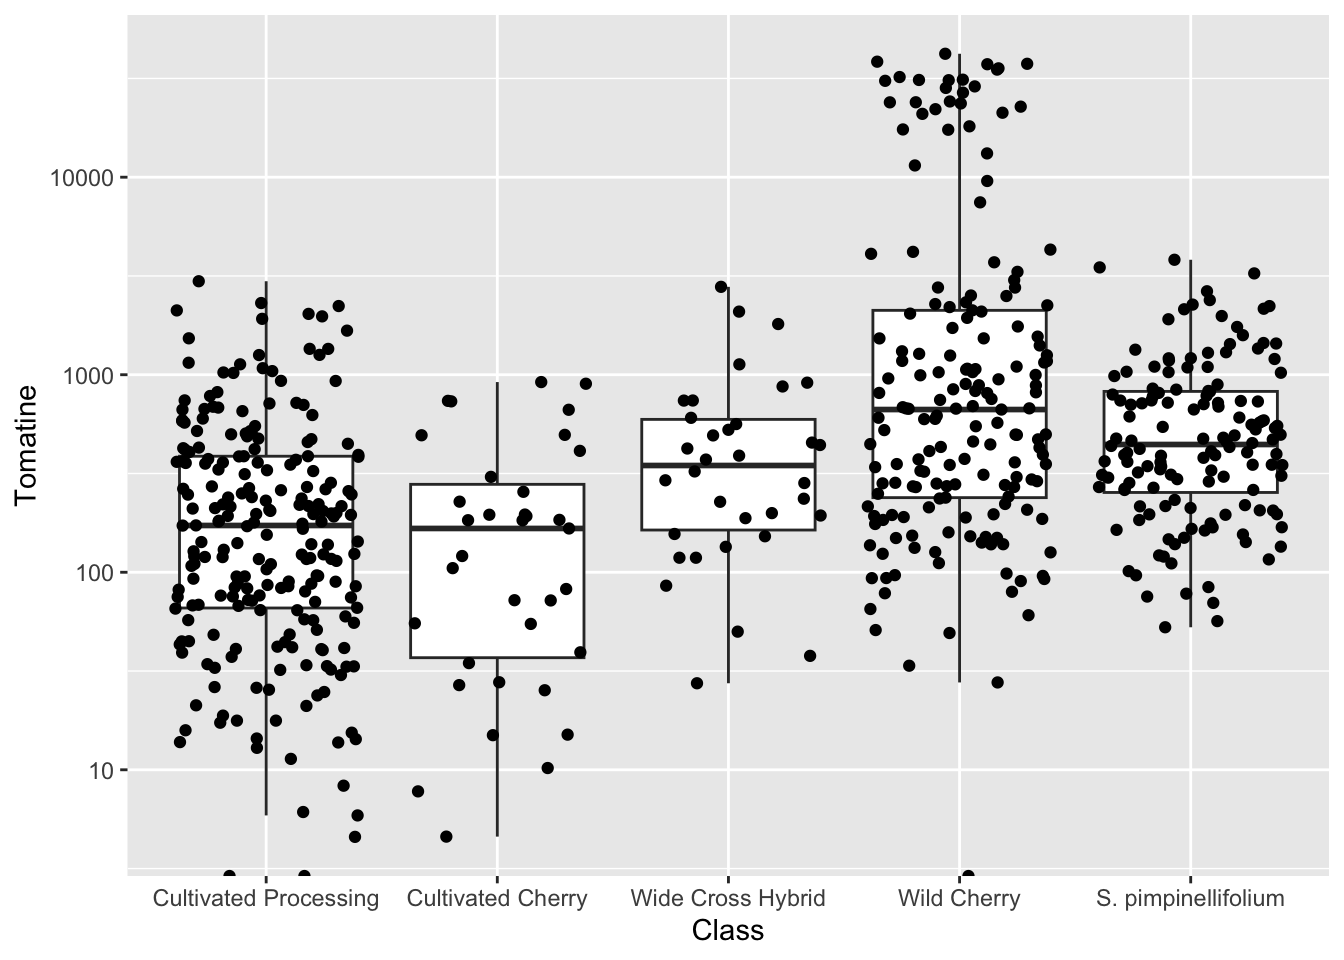 Tomatine
10000
1000
100
10
Cultivated Processing
Cultivated Cherry
Wide Cross Hybrid
Wild Cherry
S. pimpinellifolium
Class